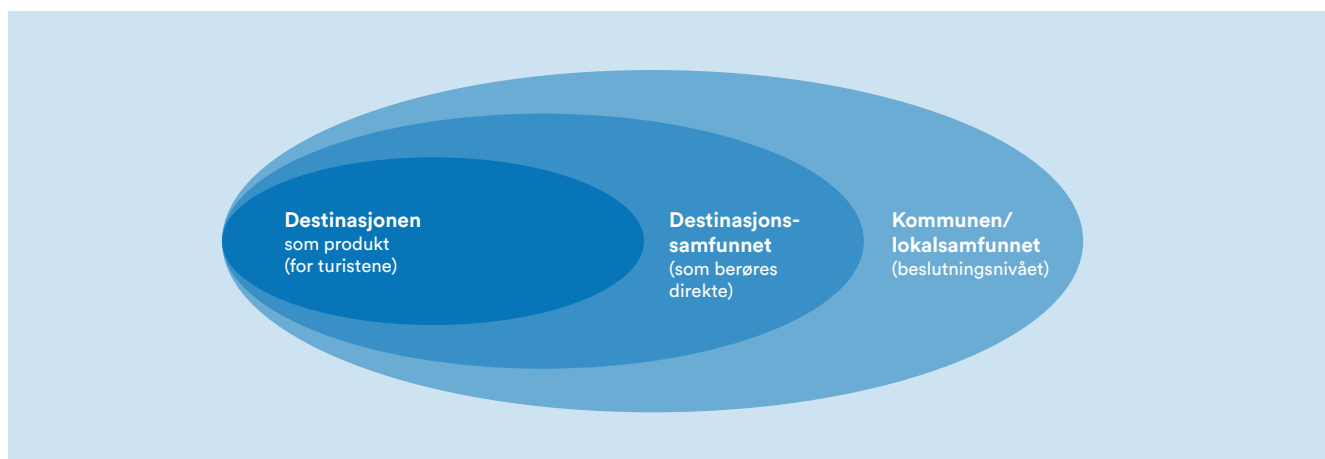 Destinasjonen
som produkt
(for turistene)
Destinasjons-
samfunnet
(som berøres
direkte)
Kommunen/
lokalsamfunnet
(beslutningsnivået)